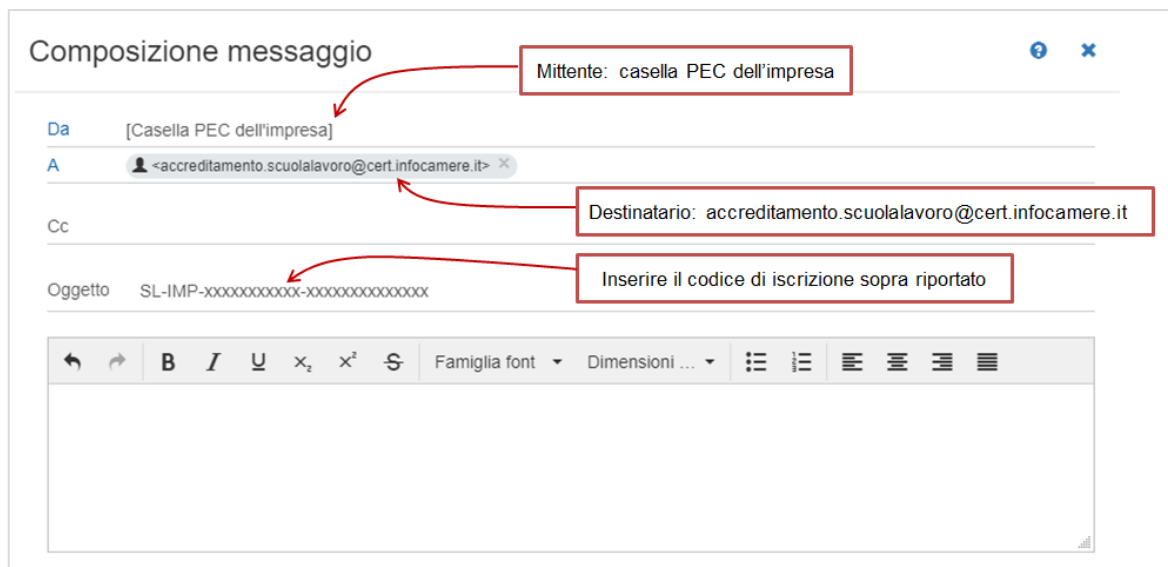 Composizione messaggio
Mittente: casella PEC dell'impresa
Da [Casella PEC dell'impresa]
A <accreditamento.scuolalavoro@cert.infocamere.it>
Destinatario: accreditamento.scuolalavoro@cert.infocamere.it
Cc
Inserire il codice di iscrizione sopra riportato
Oggetto SL-IMP-xxxxxxxxxxx-xxxxxxxxxxxxxx
B I U x₂ x² S Famiglia font Dimensioni ...